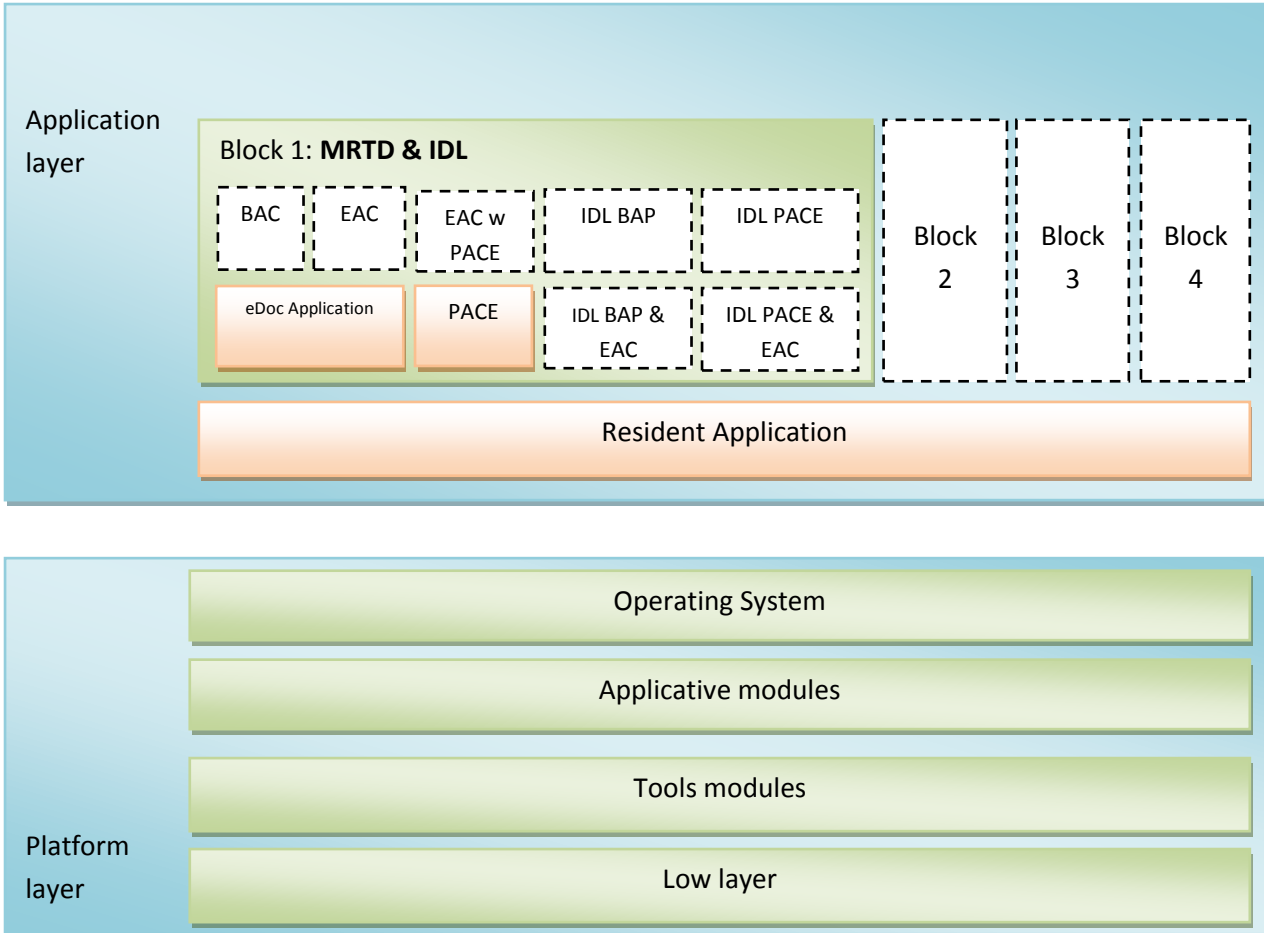 Application
layer
Block 1: MRTD & IDL
BAC
EAC
EAC w
PACE
IDL BAP
IDL PACE
eDoc Application
PACE
IDL BAP &
EAC
IDL PACE &
EAC
Block
2
Block
3
Block
4
Resident Application
Operating System
Applicative modules
Tools modules
Low layer
Platform
layer